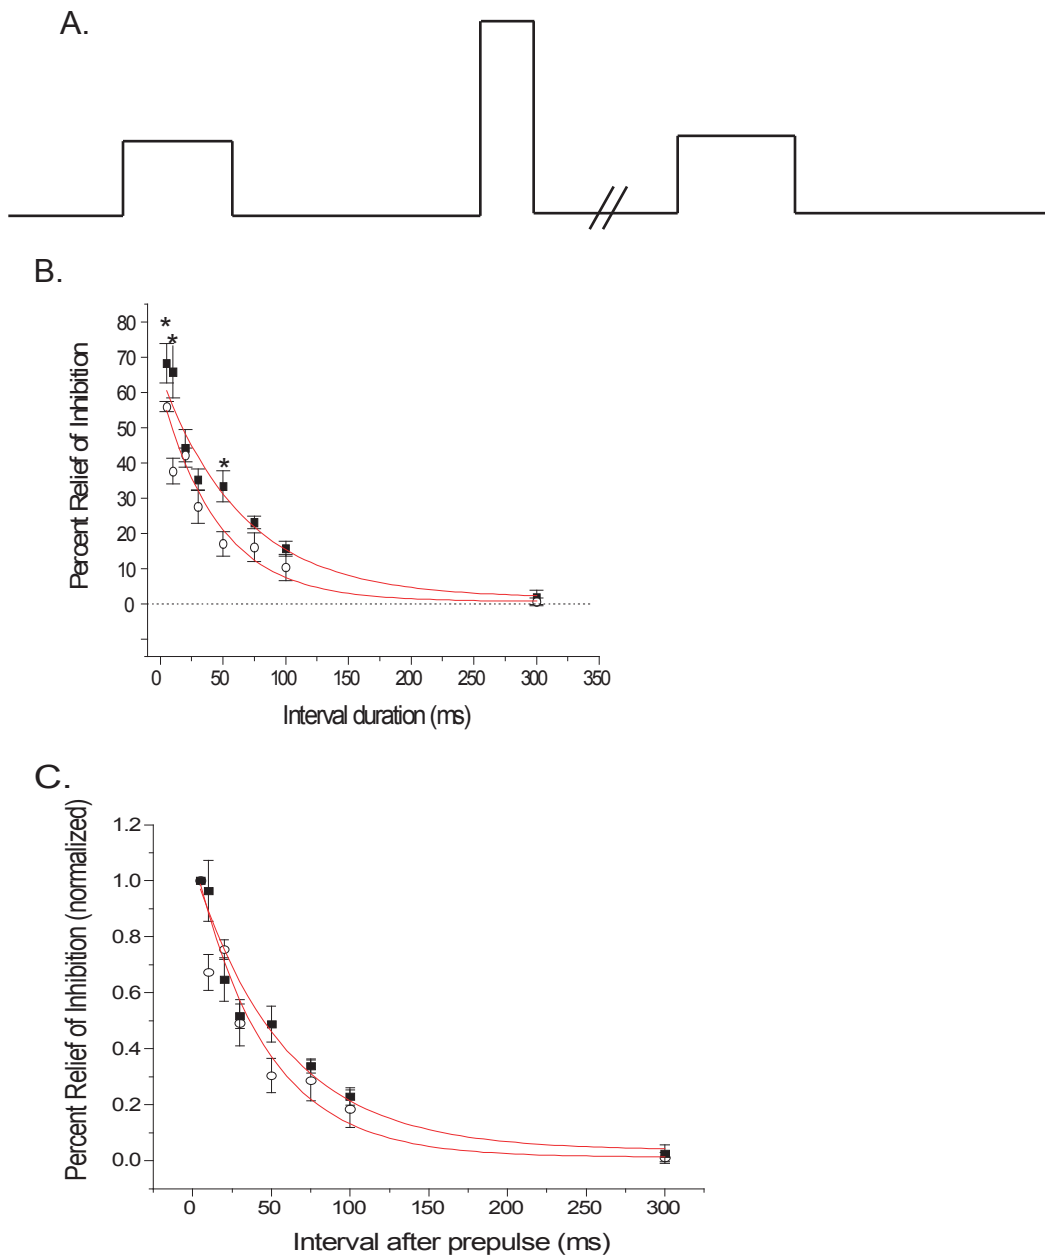 A.
B.
Percent Relief of Inhibition
80
70
60
50
40
30
20
10
0
*
*
*
0 50 100 150 200 250 300 350
Interval duration (ms)
C.
Percent Relief of Inhibition (normalized)
1.2
1.0
0.8
0.6
0.4
0.2
0.0
0 50 100 150 200 250 300
Interval after prepulse (ms)